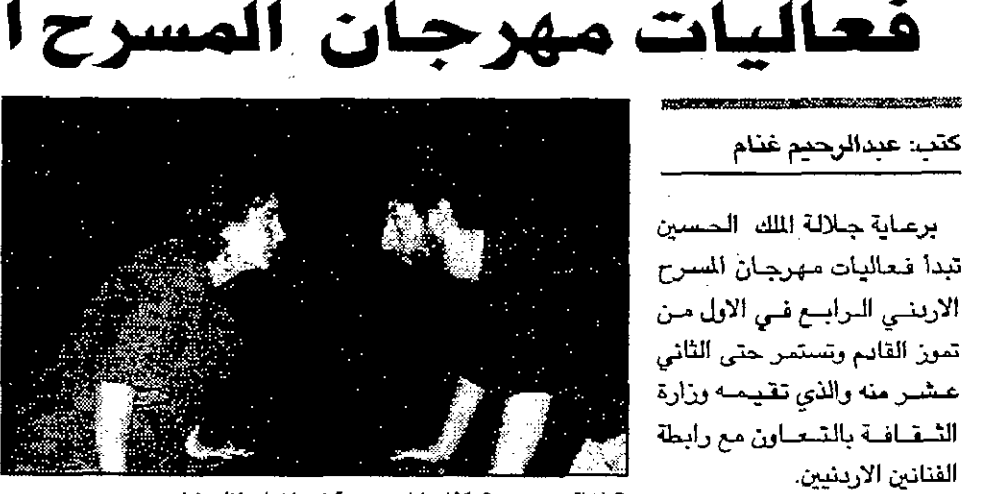 فعاليات مهرجان المسرح ا
كتب: عبدالرحيم غنام
برعاية جلالة الملك الحسين
تبدأ فعاليات مهرجان المسرح
الاردني الرابع في الاول من
تموز القادم وتستمر حتى الثاني
عشر منه والذي تقيمه وزارة
الثقافة بالتعاون مع رابطة
الفنانين الاردنيين.